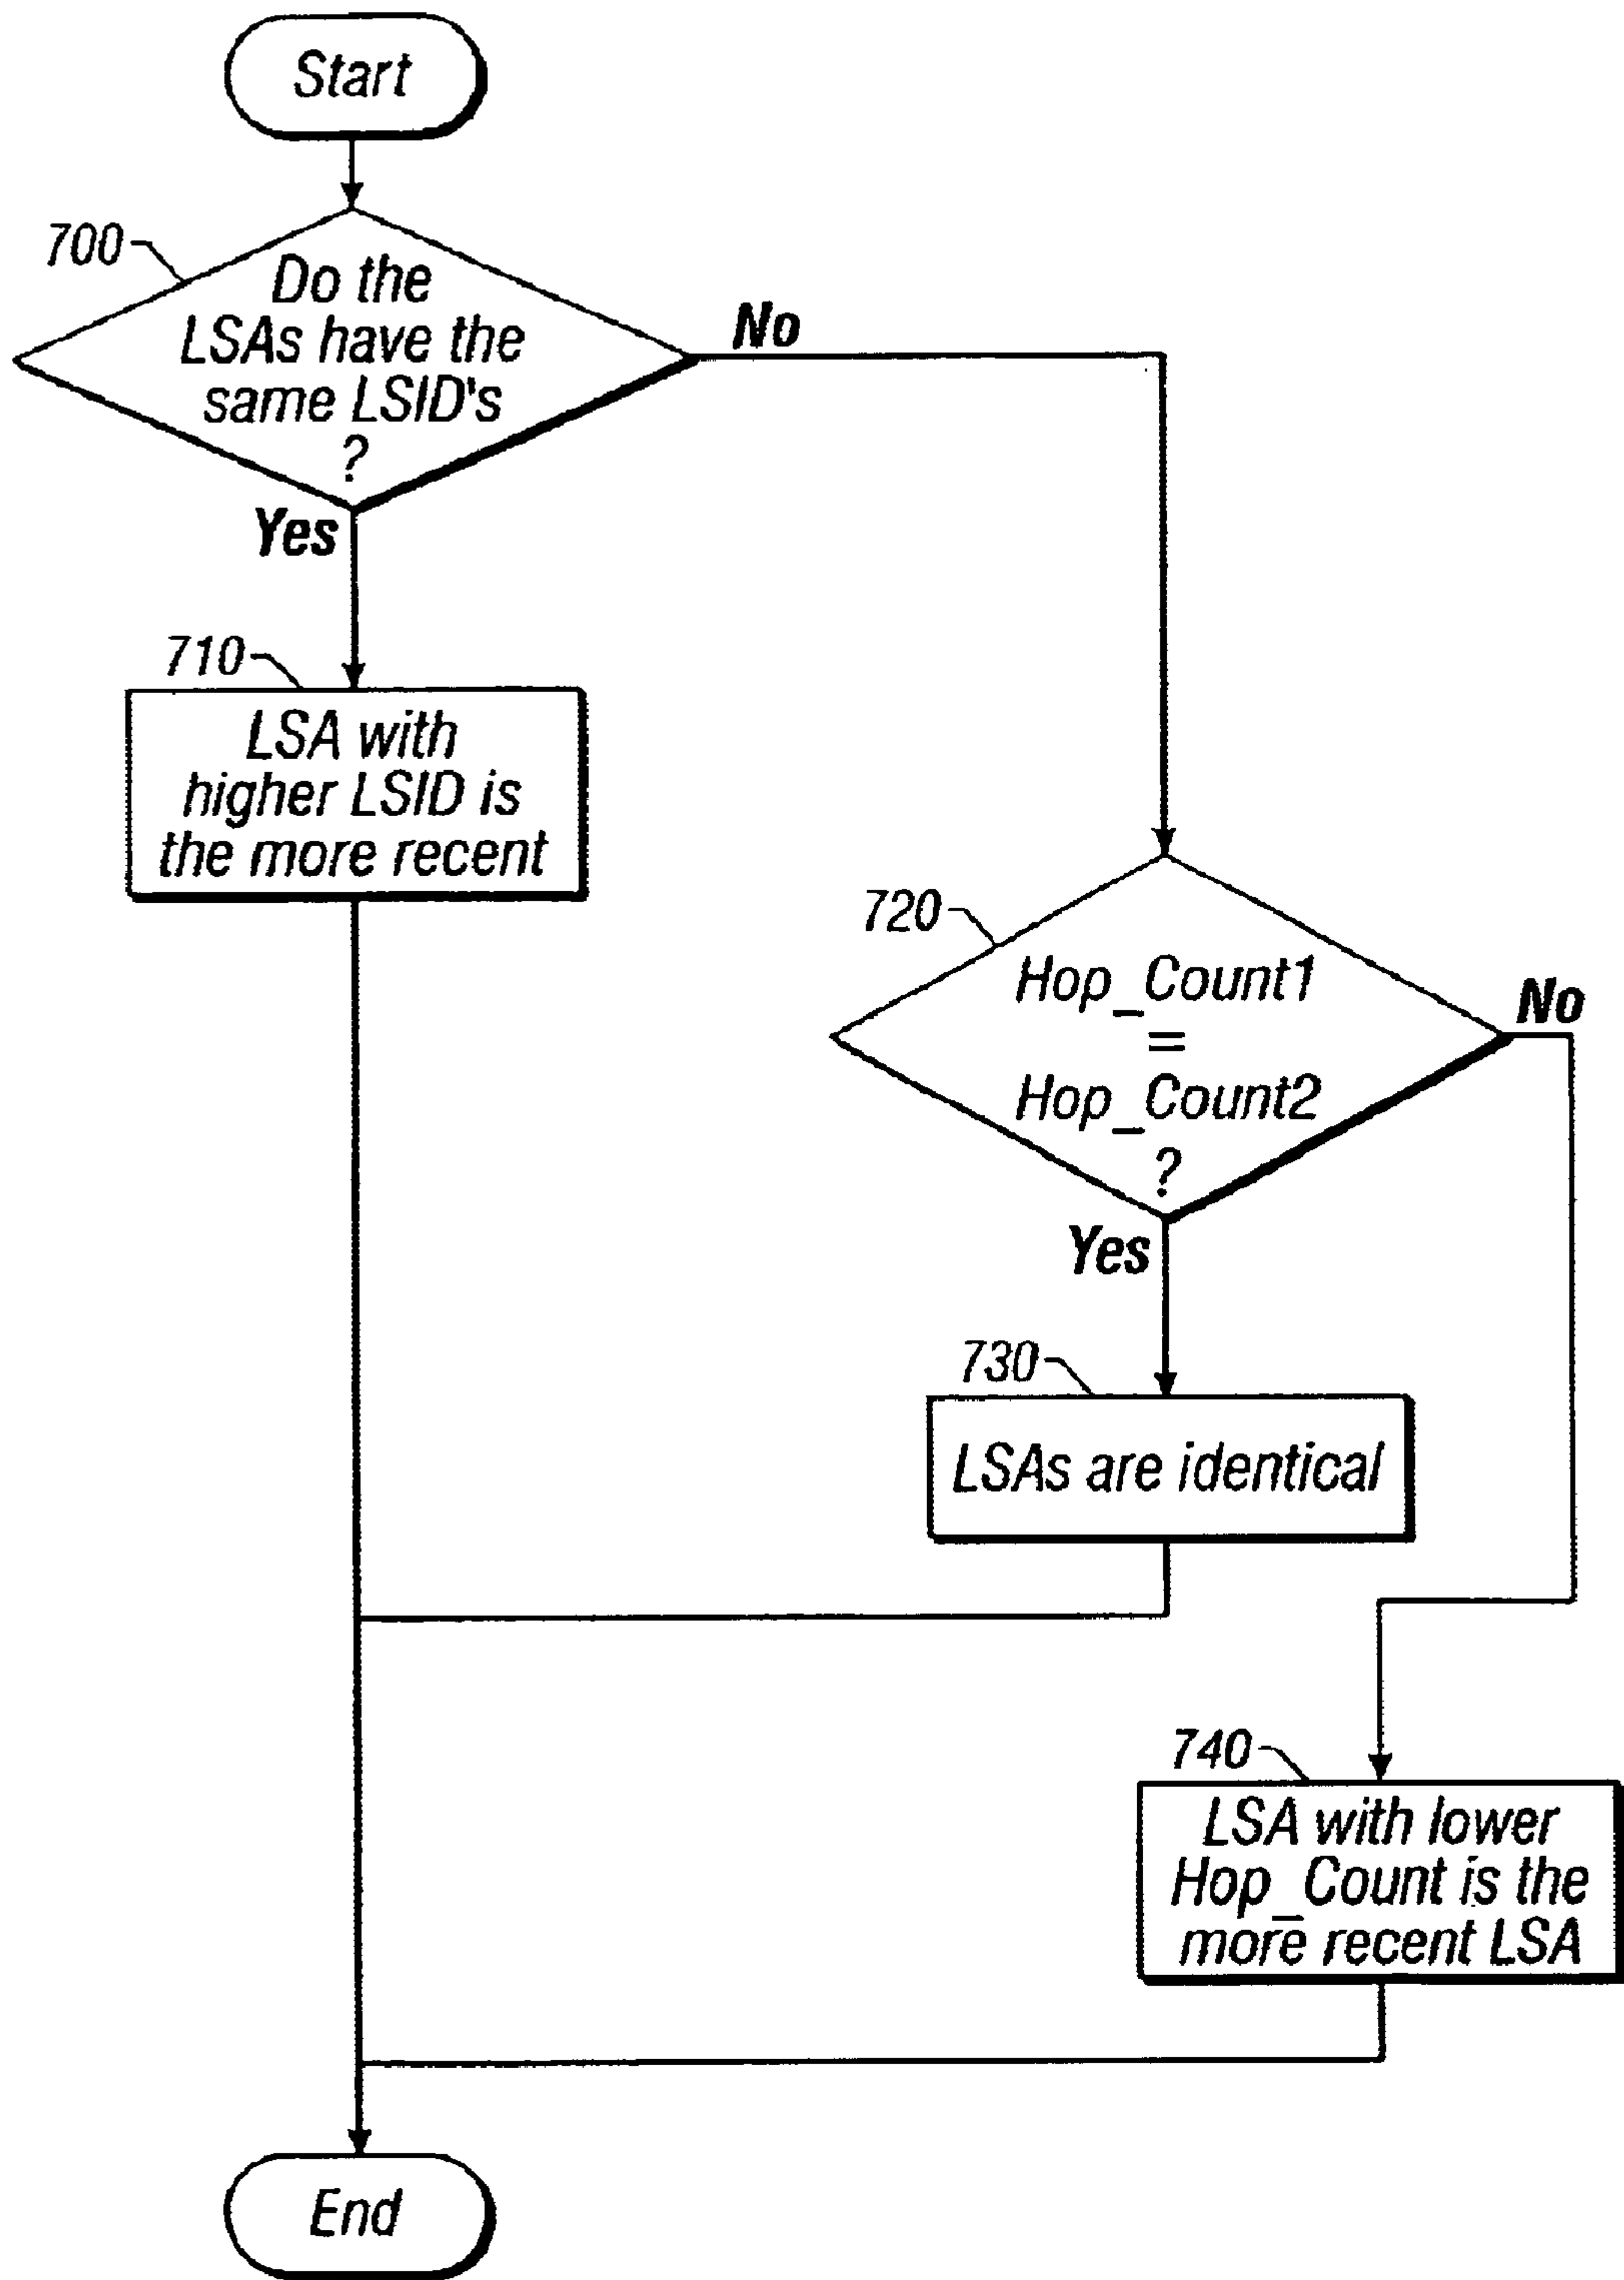 Start
700
Do the
LSAs have the
same LSID's
?
No
Yes
710
LSA with
higher LSID is
the more recent
720
Hop_Count1
=
Hop_Count2
?
No
Yes
730
LSAs are identical
740
LSA with lower
Hop_Count is the
more recent LSA
End